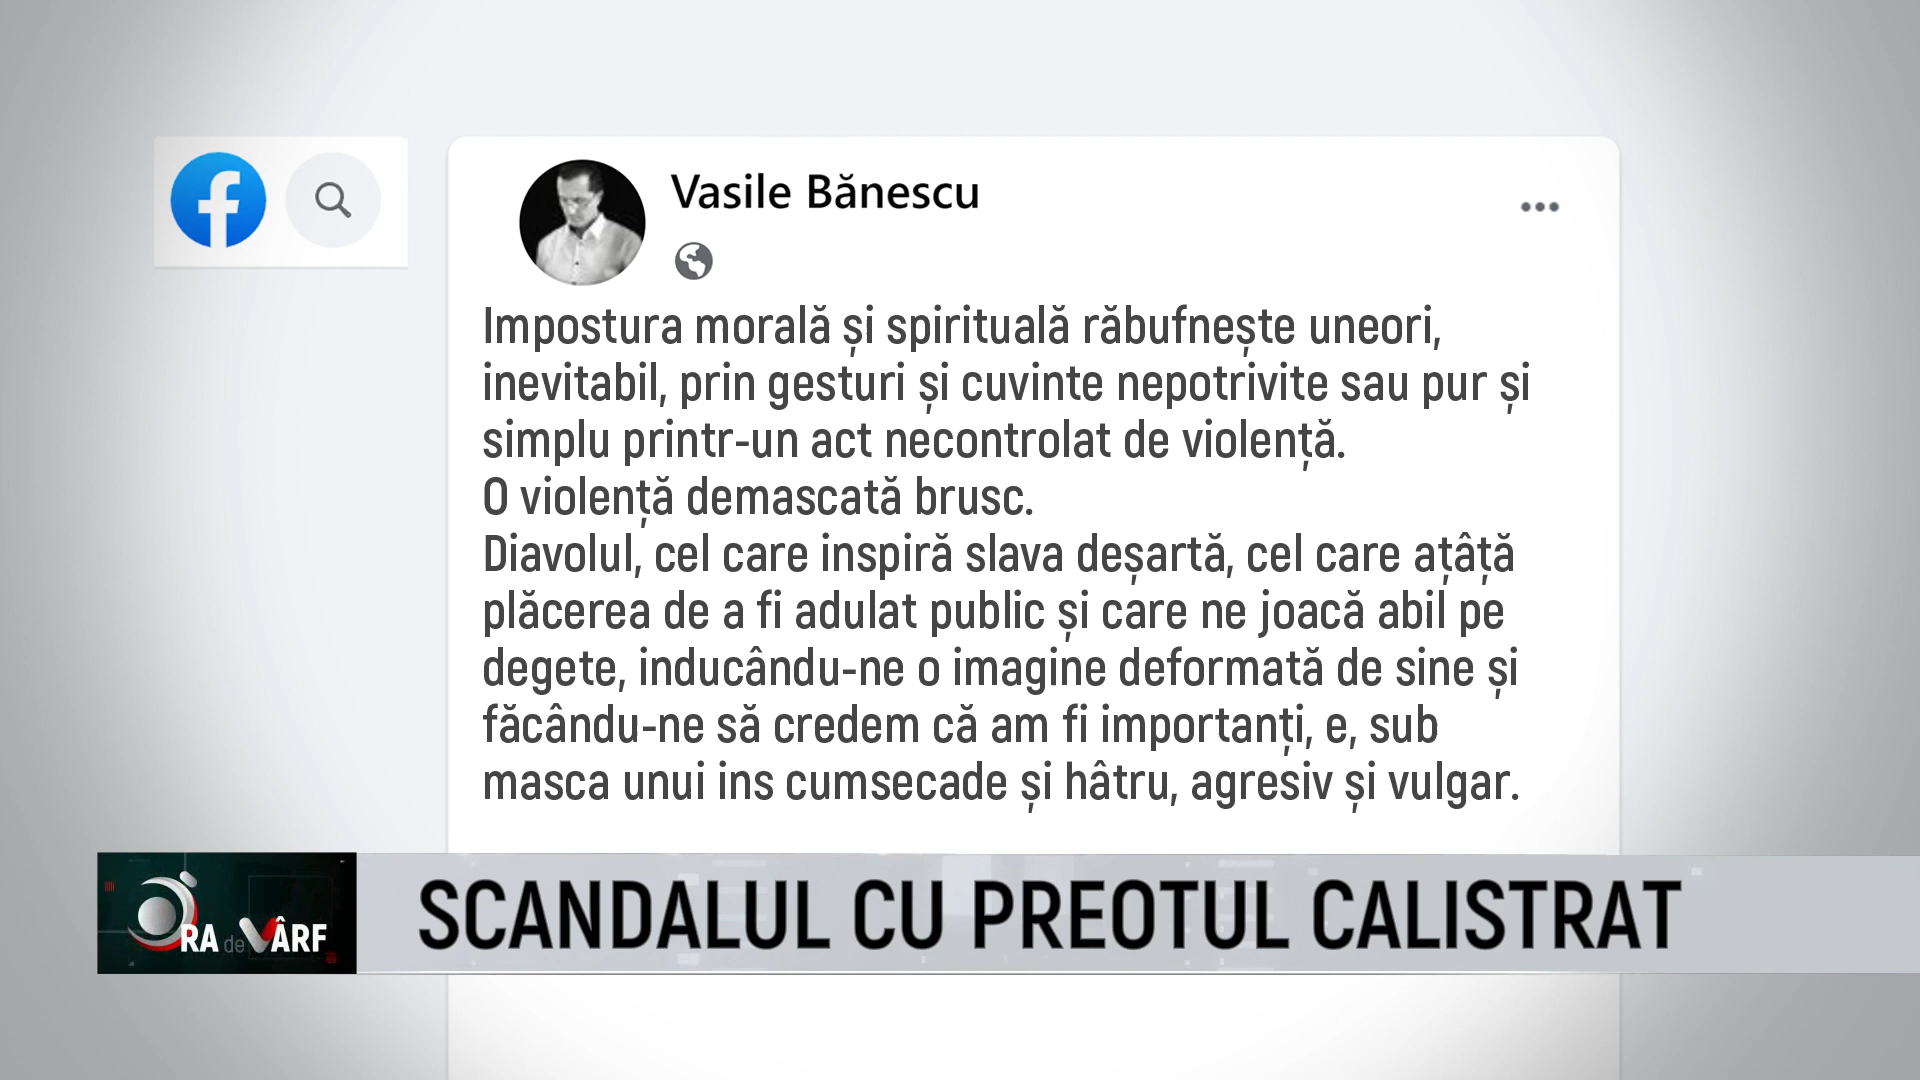 Vasile Bănescu
Impostura morală și spirituală răbufnește uneori,
inevitabil, prin gesturi și cuvinte nepotrivite sau pur și
simplu printr-un act necontrolat de violență.
O violență demascată brusc.
Diavolul, cel care inspiră slava deșartă, cel care ațâță
plăcerea de a fi adulat public și care ne joacă abil pe
degete, inducându-ne o imagine deformată de sine și
făcându-ne să credem că am fi importanți, e, sub
masca unui ins cumsecade și hâtru, agresiv și vulgar.
ORA de VÂRF
SCANDALUL CU PREOTUL CALISTRAT